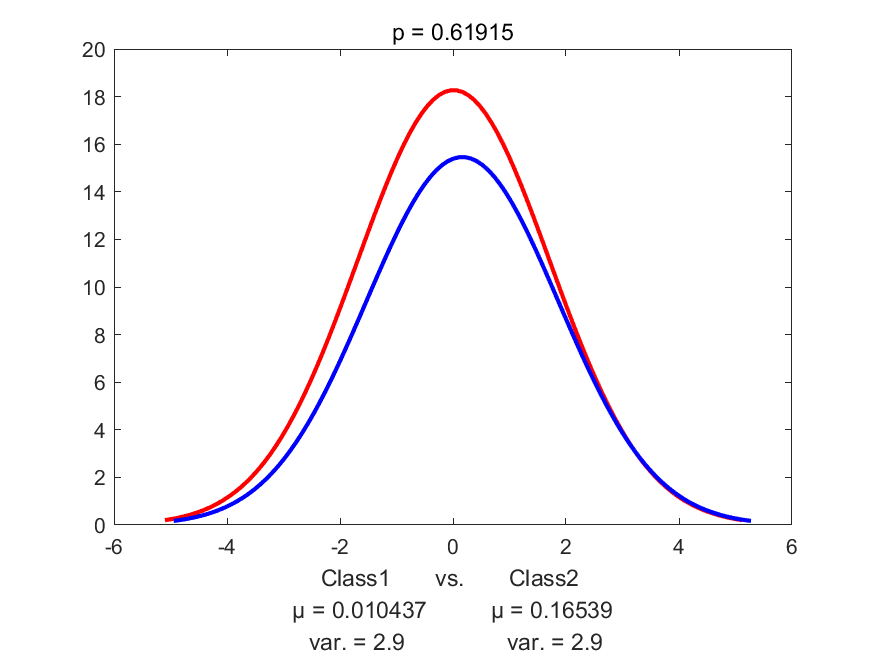 p = 0.61915
20
18
16
14
12
10
8
6
4
2
0
-6 -4 -2 0 2 4 6
Class1 vs. Class2
μ = 0.010437 μ = 0.16539
var. = 2.9 var. = 2.9